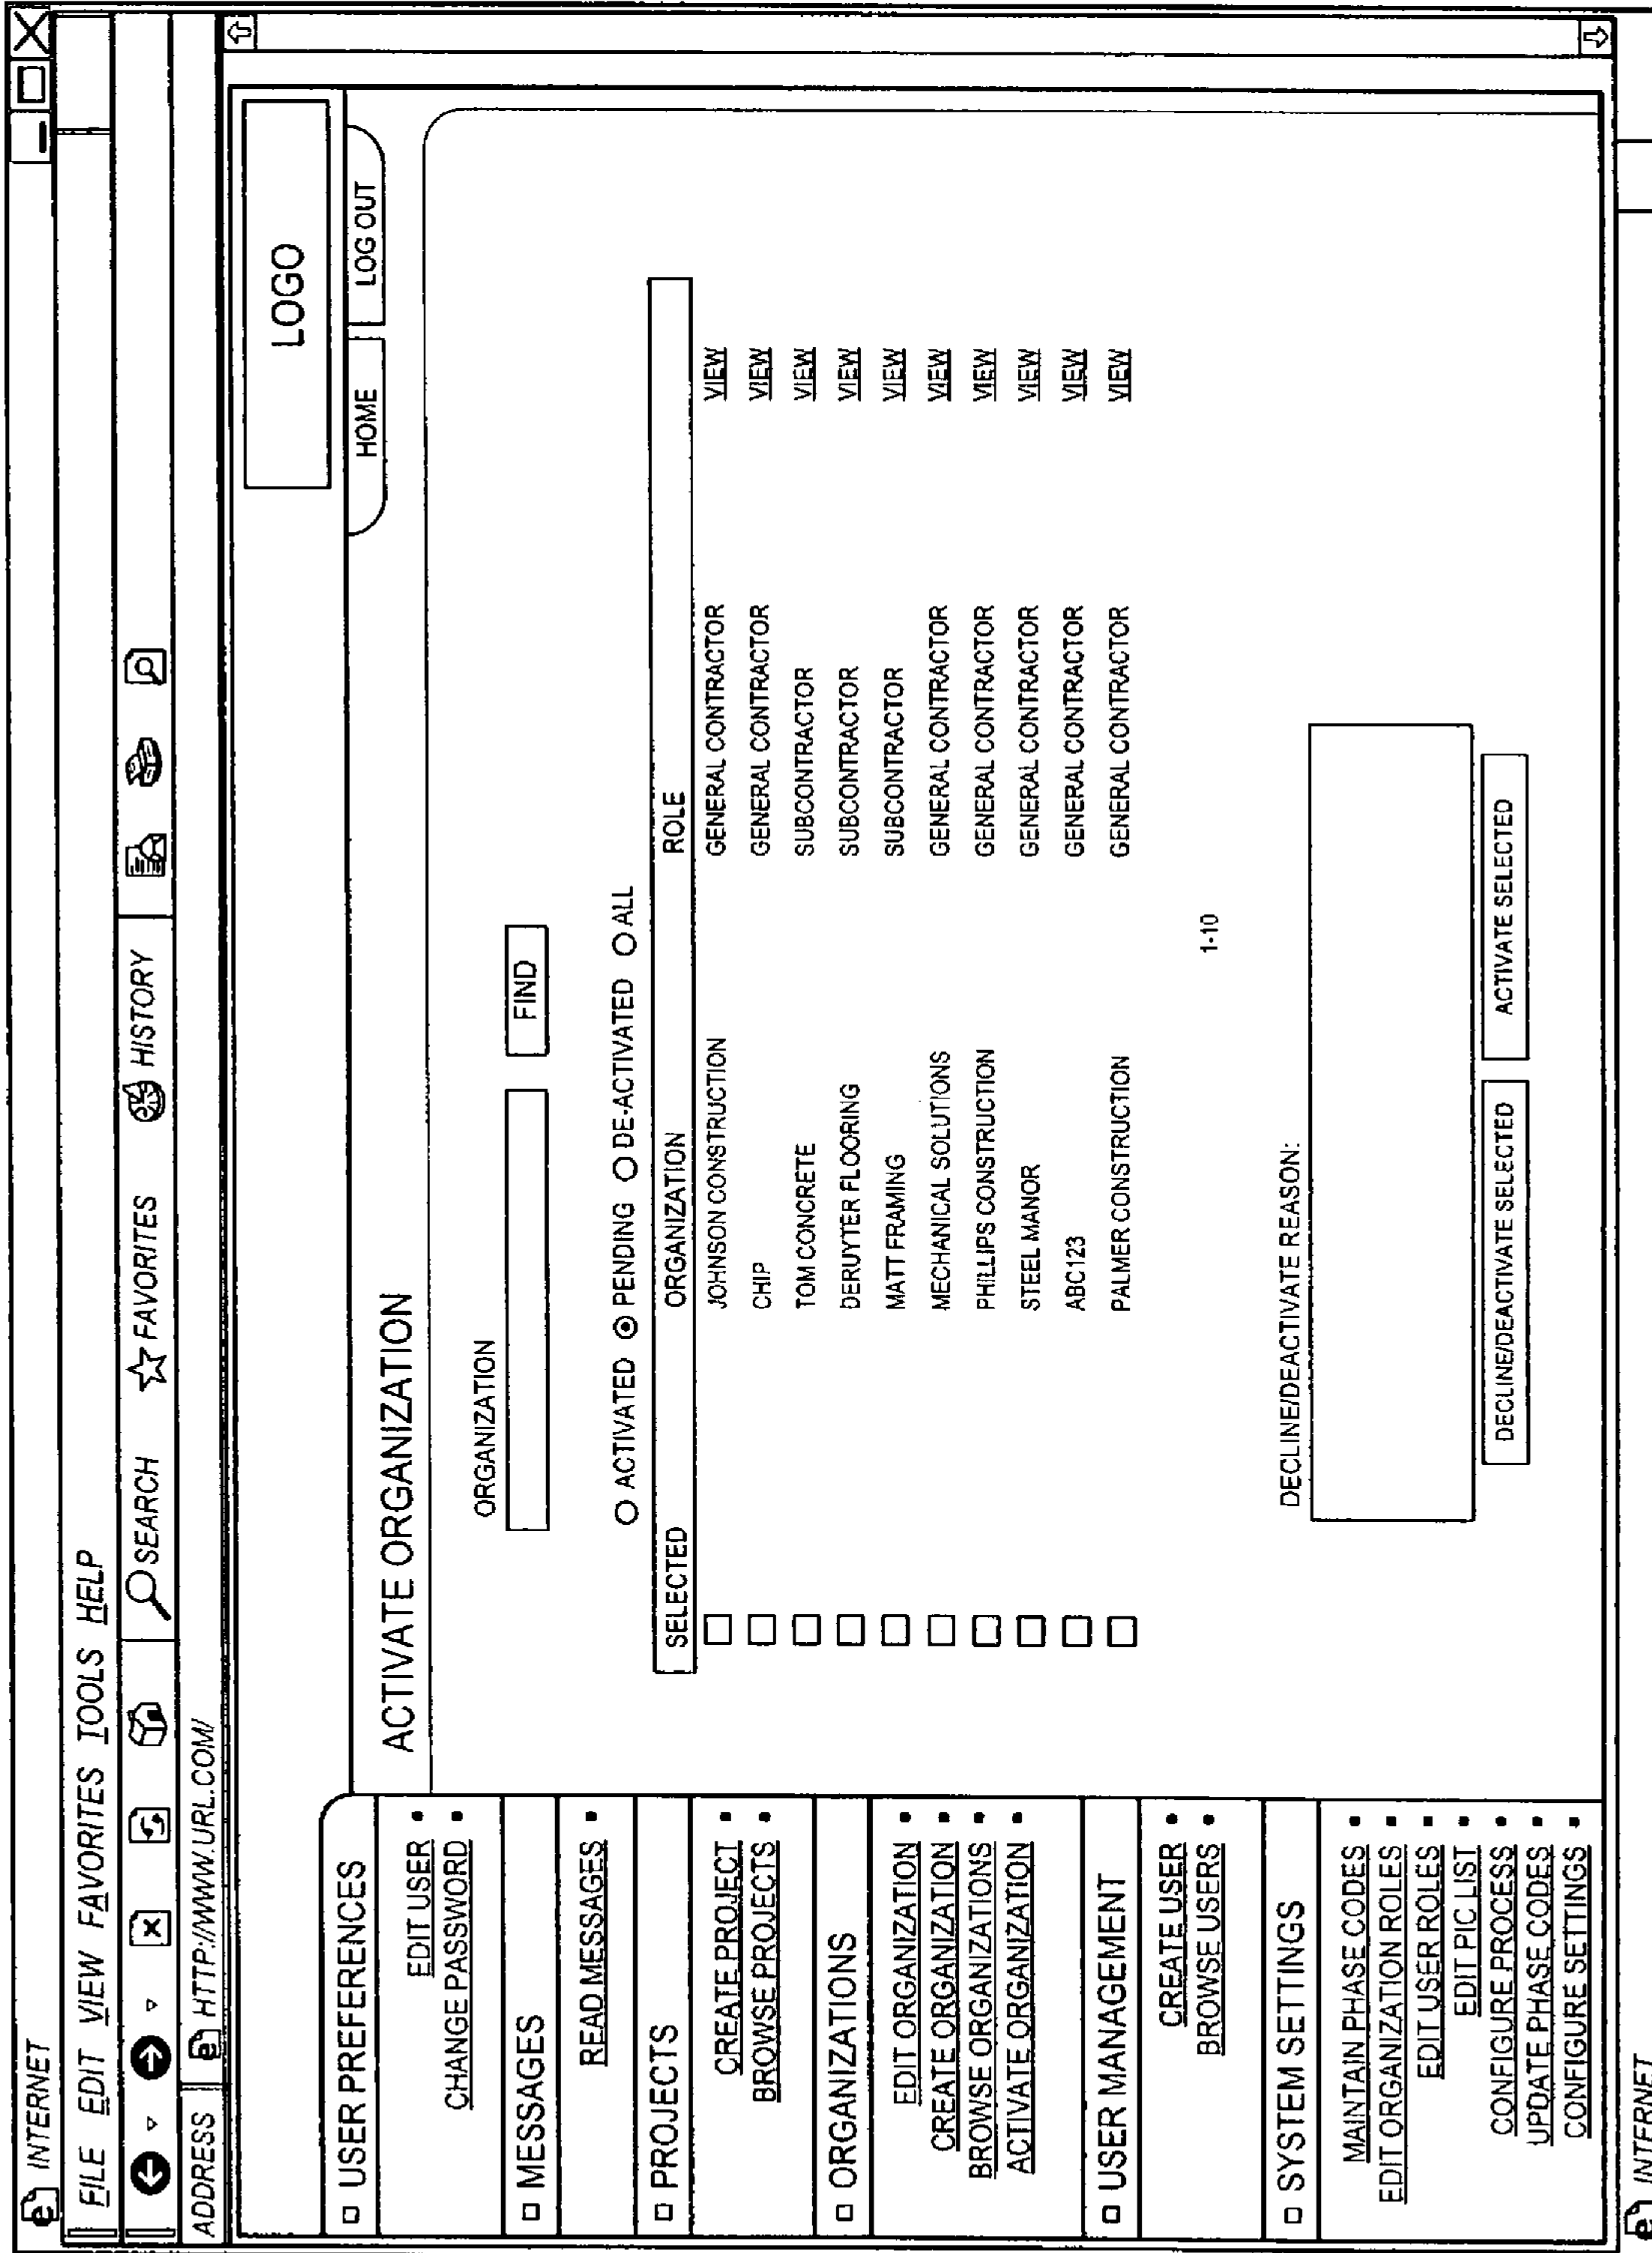 INTERNET
FILE EDIT VIEW FAVORITES TOOLS HELP
SEARCH FAVORITES HISTORY
ADDRESS HTTP://WWW.URL.COM/
LOGO
HOME LOG OUT
USER PREFERENCES
EDIT USER
CHANGE PASSWORD
MESSAGES
READ MESSAGES
PROJECTS
CREATE PROJECT
BROWSE PROJECTS
ORGANIZATIONS
EDIT ORGANIZATION
CREATE ORGANIZATION
BROWSE ORGANIZATIONS
ACTIVATE ORGANIZATION
USER MANAGEMENT
CREATE USER
BROWSE USERS
SYSTEM SETTINGS
MAINTAIN PHASE CODES
EDIT ORGANIZATION ROLES
EDIT USER ROLES
EDIT PIC LIST
CONFIGURE PROCESS
UPDATE PHASE CODES
CONFIGURE SETTINGS
ACTIVATE ORGANIZATION
ORGANIZATION
FIND
ACTIVATED PENDING DE-ACTIVATED ALL
SELECTED ORGANIZATION ROLE
JOHNSON CONSTRUCTION GENERAL CONTRACTOR VIEW
CHIP GENERAL CONTRACTOR VIEW
TOM CONCRETE SUBCONTRACTOR VIEW
DERUYTER FLOORING SUBCONTRACTOR VIEW
MATT FRAMING SUBCONTRACTOR VIEW
MECHANICAL SOLUTIONS GENERAL CONTRACTOR VIEW
PHILLIPS CONSTRUCTION GENERAL CONTRACTOR VIEW
STEEL MANOR GENERAL CONTRACTOR VIEW
ABC123 GENERAL CONTRACTOR VIEW
PALMER CONSTRUCTION GENERAL CONTRACTOR VIEW
1-10
DECLINE/DEACTIVATE REASON:
DECLINE/DEACTIVATE SELECTED ACTIVATE SELECTED
INTERNET